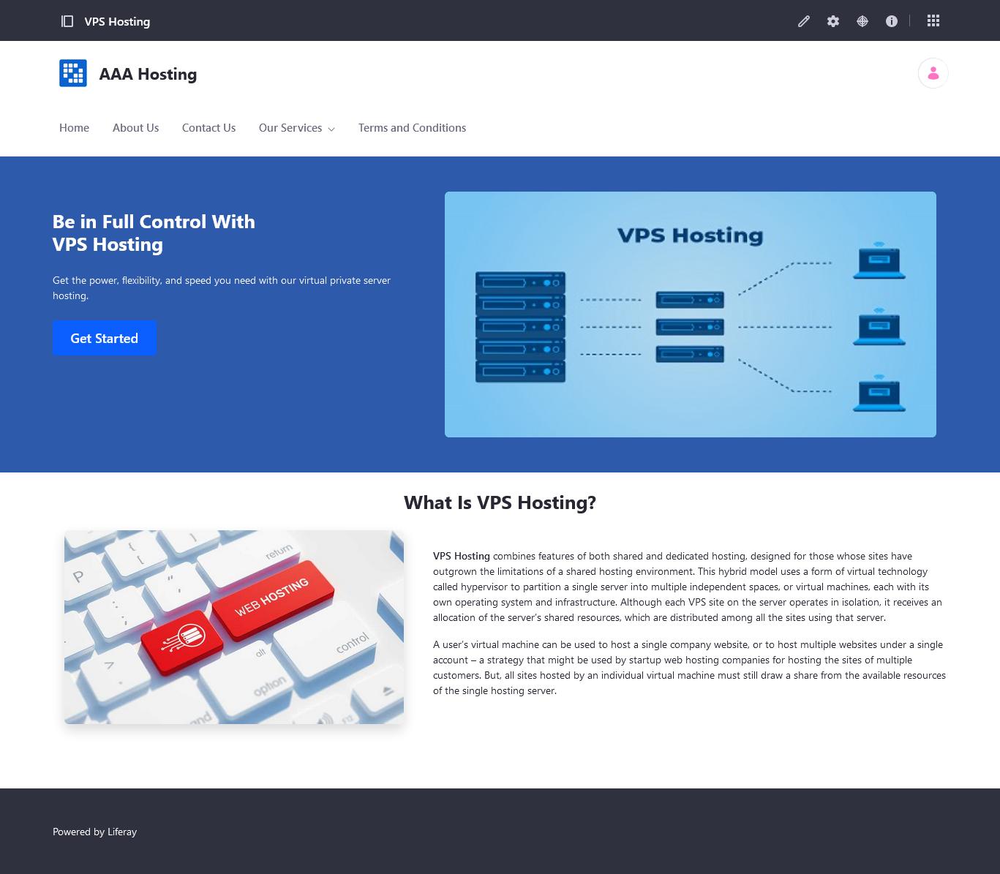 VPS Hosting
AAA Hosting
Home
About Us
Contact Us
Our Services
Terms and Conditions
Be in Full Control With
VPS Hosting
Get the power, flexibility, and speed you need with our virtual private server
hosting.
Get Started
VPS Hosting
What Is VPS Hosting?
return
P
WEB HOSTING
control
alt
option
F12
VPS Hosting combines features of both shared and dedicated hosting, designed for those whose sites have
outgrown the limitations of a shared hosting environment. This hybrid model uses a form of virtual technology
called hypervisor to partition a single server into multiple independent spaces, or virtual machines, each with its
own operating system and infrastructure. Although each VPS site on the server operates in isolation, it receives an
allocation of the server’s shared resources, which are distributed among all the sites using that server.
A user’s virtual machine can be used to host a single company website, or to host multiple websites under a single
account – a strategy that might be used by startup web hosting companies for hosting the sites of multiple
customers. But, all sites hosted by an individual virtual machine must still draw a share from the available resources
of the single hosting server.
Powered by Liferay